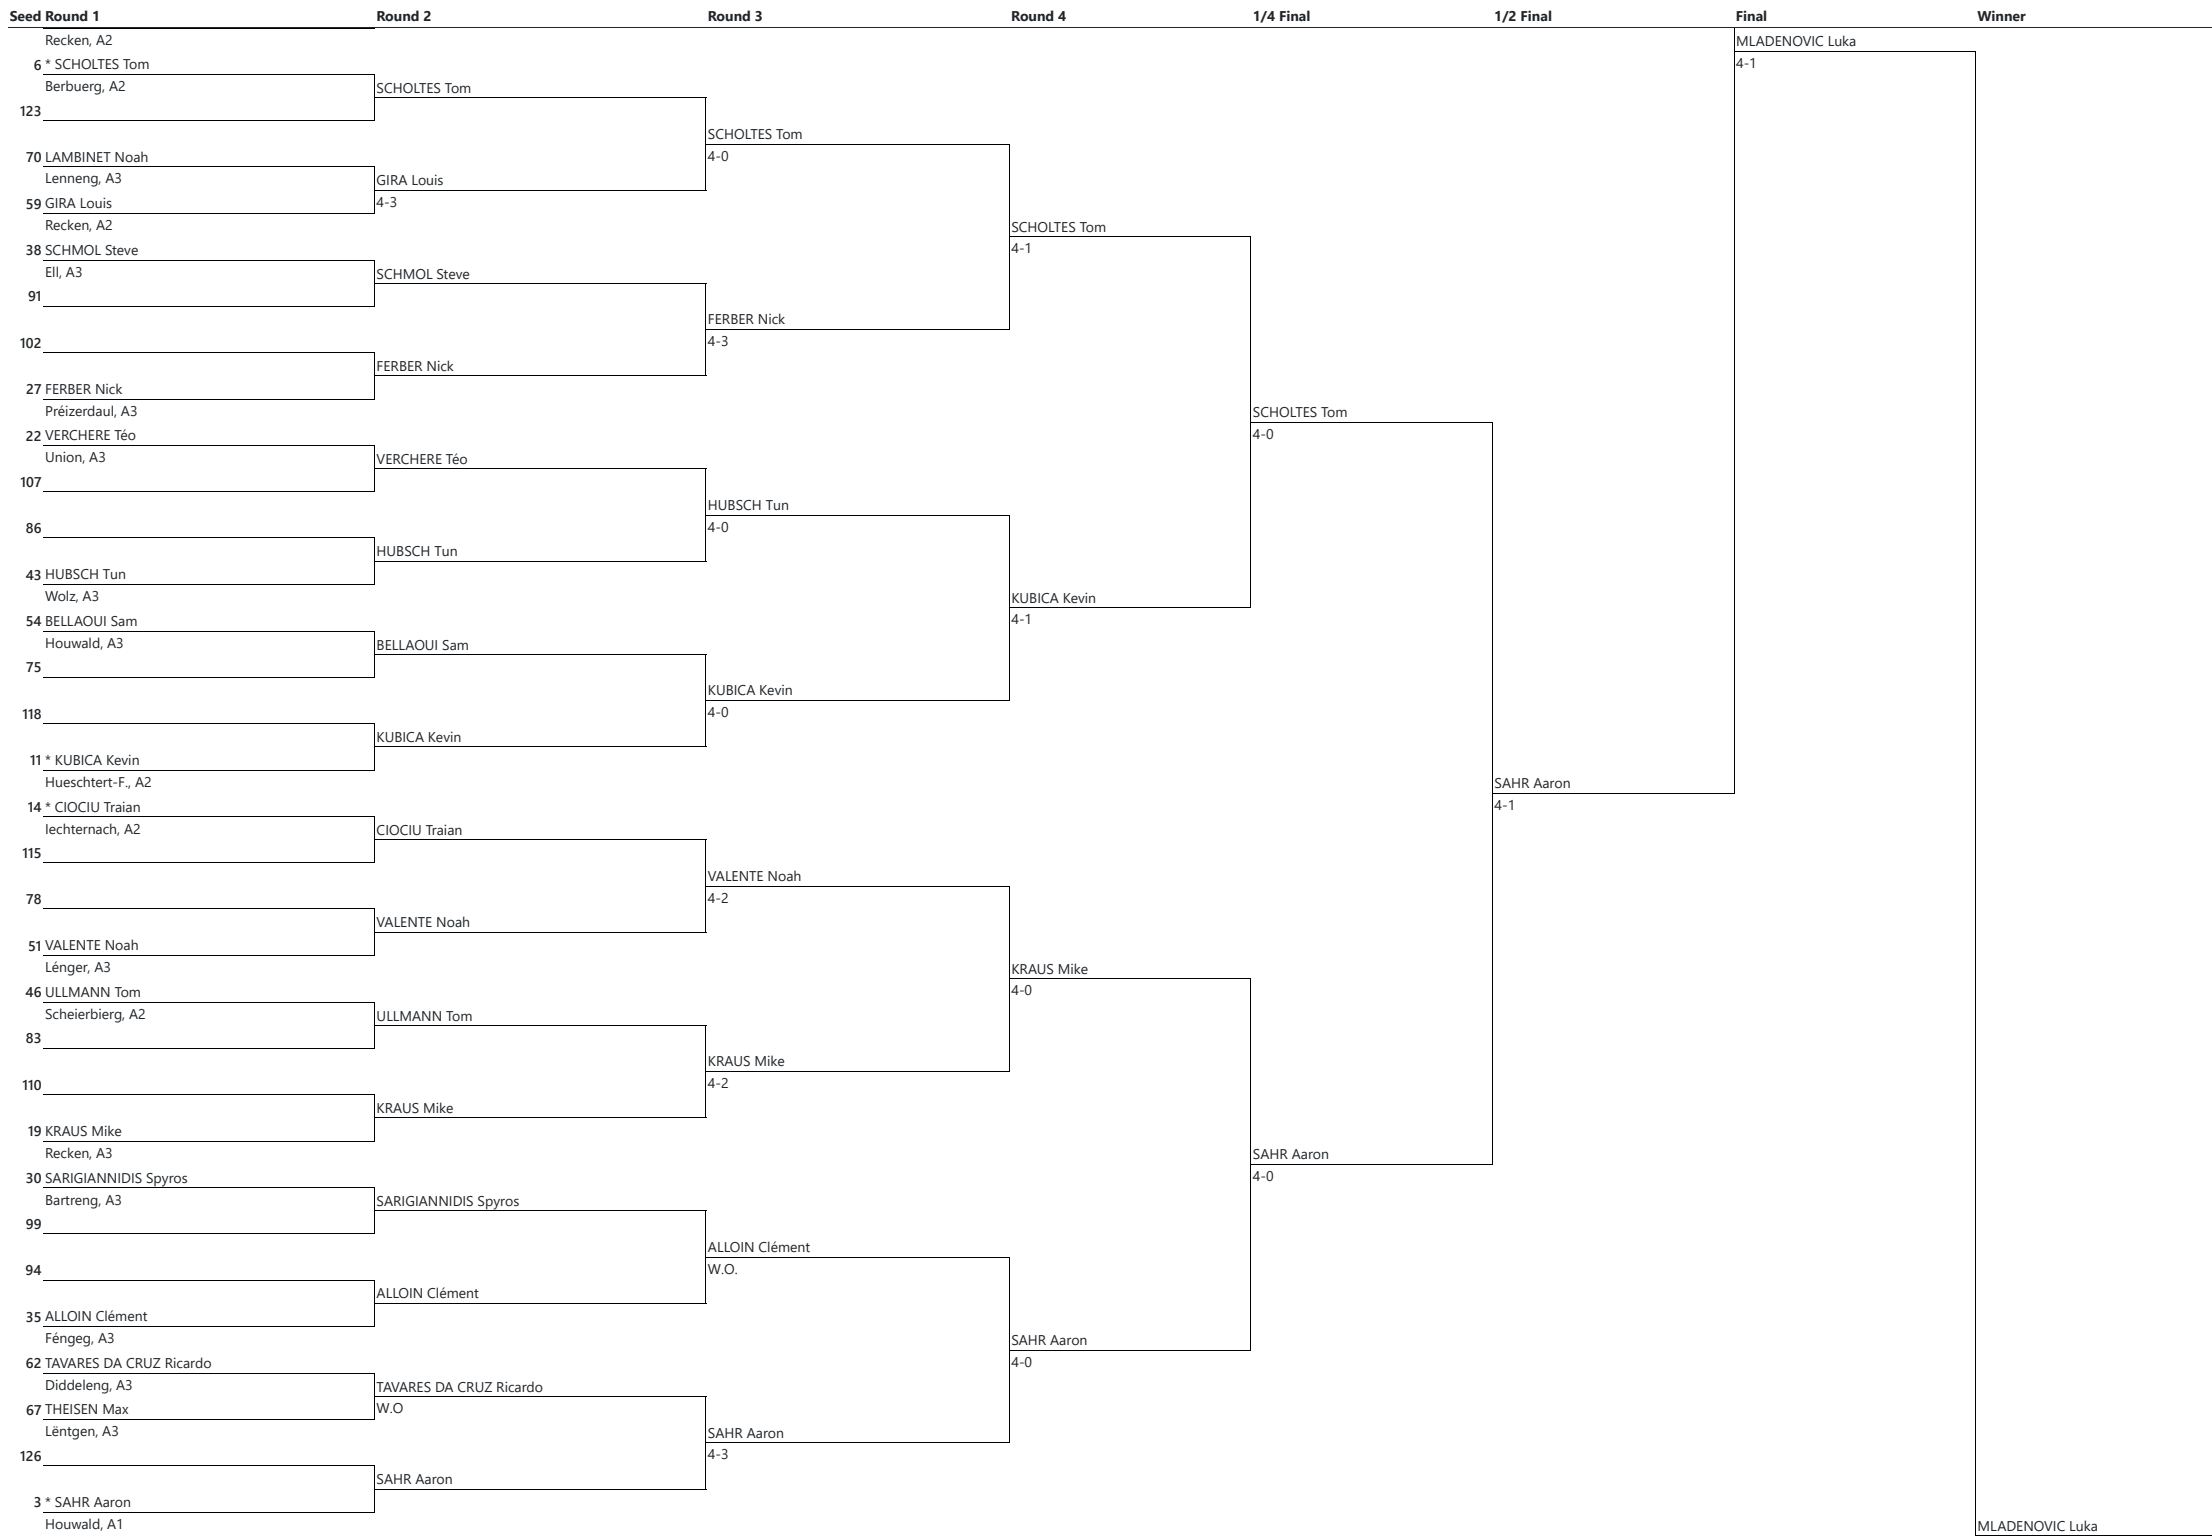 Seed Round 1 Round 2 Round 3 Round 4 1/4 Final 1/2 Final Final Winner
Recken, A2
MLADENOVIC Luka
6 * SCHOLTES Tom
4-1
Berbuerg, A2
SCHOLTES Tom
123
SCHOLTES Tom
70 LAMBINET Noah
4-0
Lenneng, A3
GIRA Louis
59 GIRA Louis
4-3
Recken, A2
SCHOLTES Tom
38 SCHMOL Steve
4-1
Ell, A3
SCHMOL Steve
91
FERBER Nick
102
4-3
FERBER Nick
27 FERBER Nick
Préizerdaul, A3
SCHOLTES Tom
22 VERCHERE Téo
4-0
Union, A3
VERCHERE Téo
107
HUBSCH Tun
86
4-0
HUBSCH Tun
43 HUBSCH Tun
Wolz, A3
KUBICA Kevin
54 BELLAOUI Sam
4-1
Houwald, A3
BELLAOUI Sam
75
KUBICA Kevin
118
4-0
KUBICA Kevin
11 * KUBICA Kevin
Hueschtert-F., A2
SAHR Aaron
14 * CIOCIU Traian
4-1
Iechternach, A2
CIOCIU Traian
115
VALENTE Noah
78
4-2
VALENTE Noah
51 VALENTE Noah
Lénger, A3
KRAUS Mike
46 ULLMANN Tom
4-0
Scheierbierg, A2
ULLMANN Tom
83
KRAUS Mike
110
4-2
KRAUS Mike
19 KRAUS Mike
Recken, A3
SAHR Aaron
30 SARIGIANNIDIS Spyros
4-0
Bartreng, A3
SARIGIANNIDIS Spyros
99
ALLOIN Clément
94
W.O.
ALLOIN Clément
35 ALLOIN Clément
Féngeg, A3
SAHR Aaron
62 TAVARES DA CRUZ Ricardo
4-0
Diddeleng, A3
TAVARES DA CRUZ Ricardo
67 THEISEN Max
W.O
Lëntgen, A3
SAHR Aaron
126
4-3
SAHR Aaron
3 * SAHR Aaron
Houwald, A1
MLADENOVIC Luka